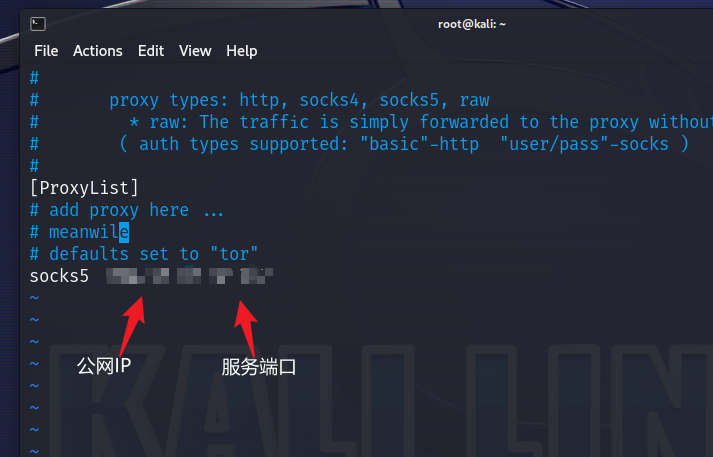 root@kali: ~
File Actions Edit View Help
#
# proxy types: http, socks4, socks5, raw
# * raw: The traffic is simply forwarded to the proxy without
# ( auth types supported: "basic"-http "user/pass"-socks )
#
[ProxyList]
# add proxy here ...
# meanwile
# defaults set to "tor"
socks5
~
~
~
~
~
~
~
~
公网IP
服务端口
KALI LIN